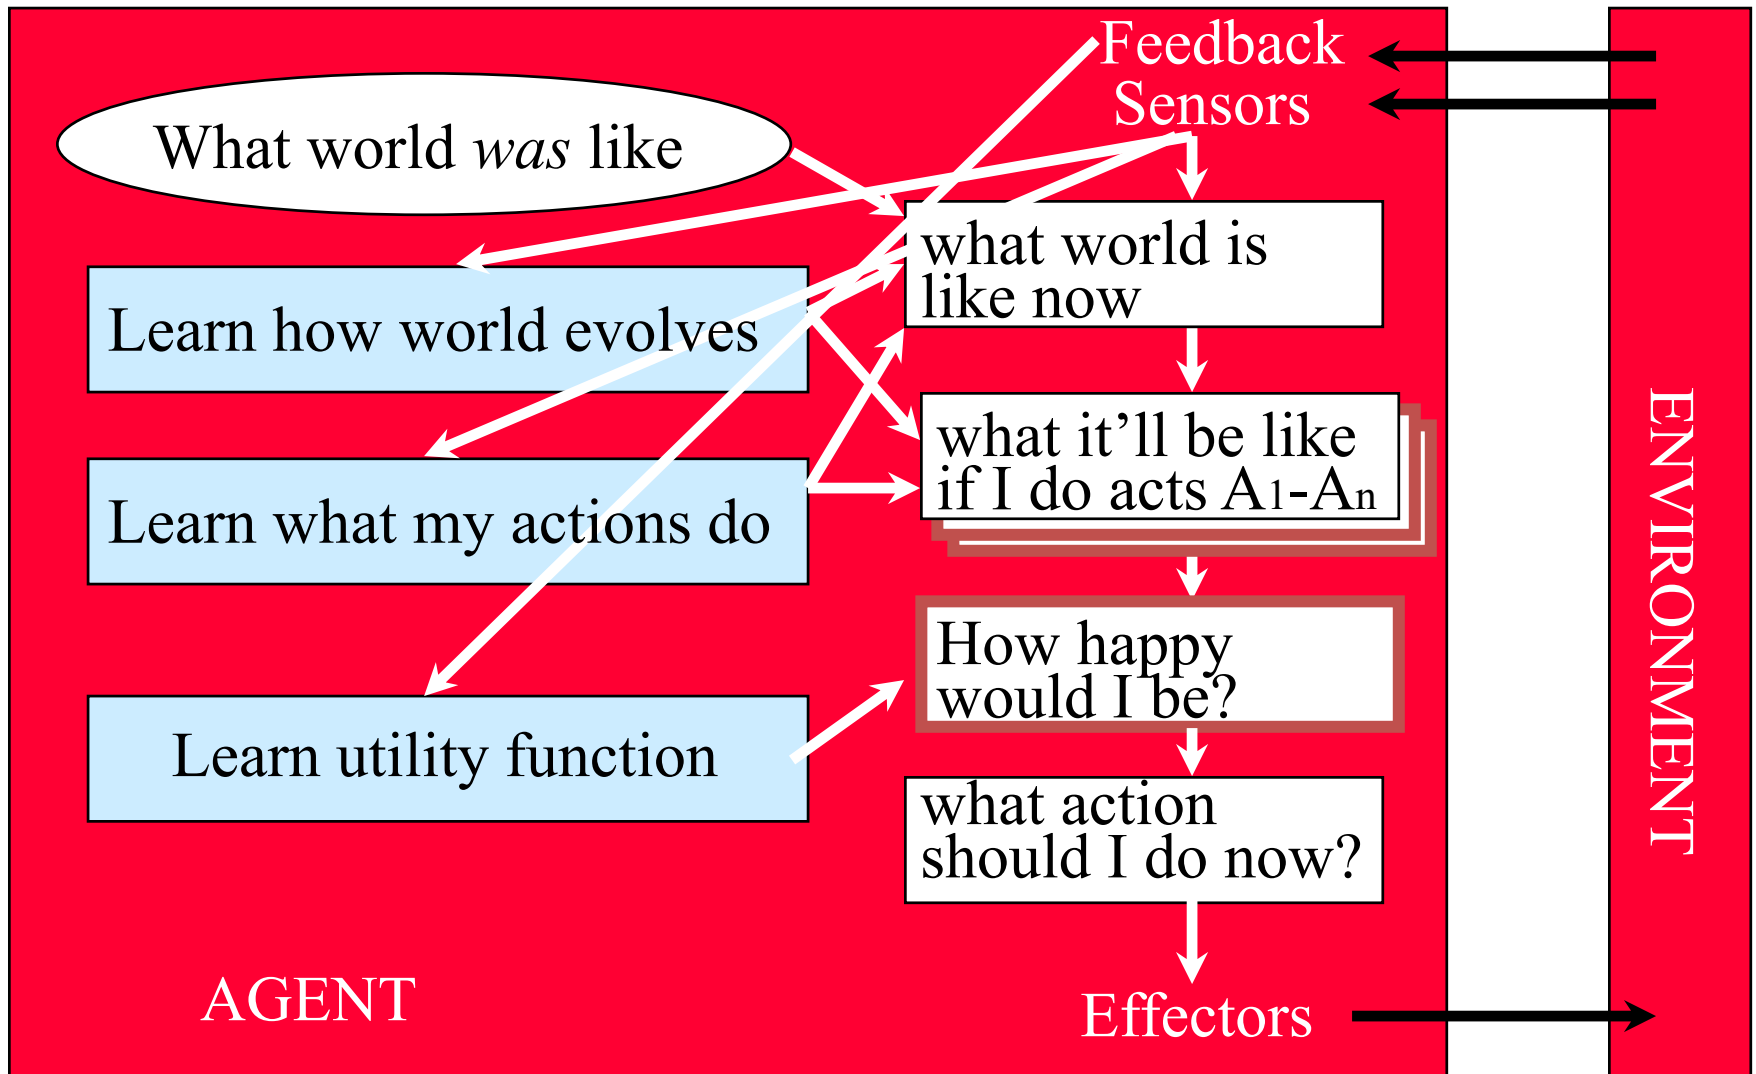 Feedback
Sensors
What world was like
what world is
like now
Learn how world evolves
what it’ll be like
if I do acts A1-An
Learn what my actions do
How happy
would I be?
Learn utility function
what action
should I do now?
AGENT
Effectors
ENVIRONMENT